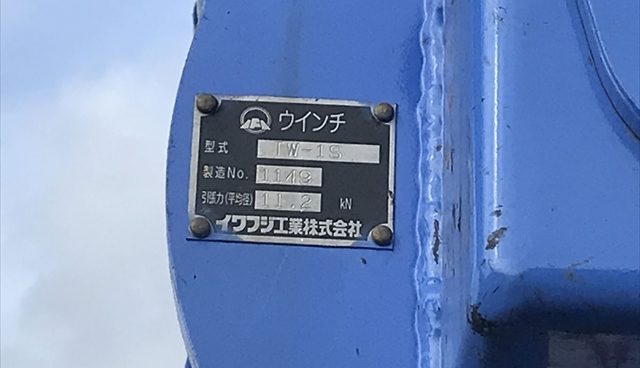 ウインチ
型式 TW-1S
製造No. 1149
引張力(平均径) 11.2 kN
イワフジ工業株式会社